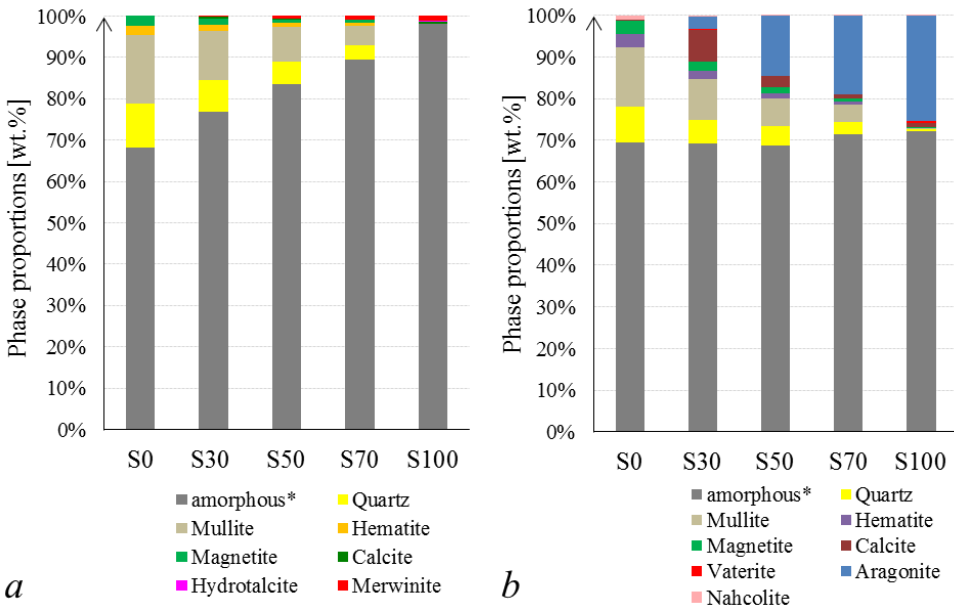 Phase proportions [wt.%]
100%
90%
80%
70%
60%
50%
40%
30%
20%
10%
0%
S0 S30 S50 S70 S100
amorphous* Quartz
Mullite Hematite
Magnetite Calcite
Hydrotalcite Merwinite
a
Phase proportions [wt.%]
100%
90%
80%
70%
60%
50%
40%
30%
20%
10%
0%
S0 S30 S50 S70 S100
amorphous* Quartz
Mullite Hematite
Magnetite Calcite
Vaterite Aragonite
Nahcolite
b